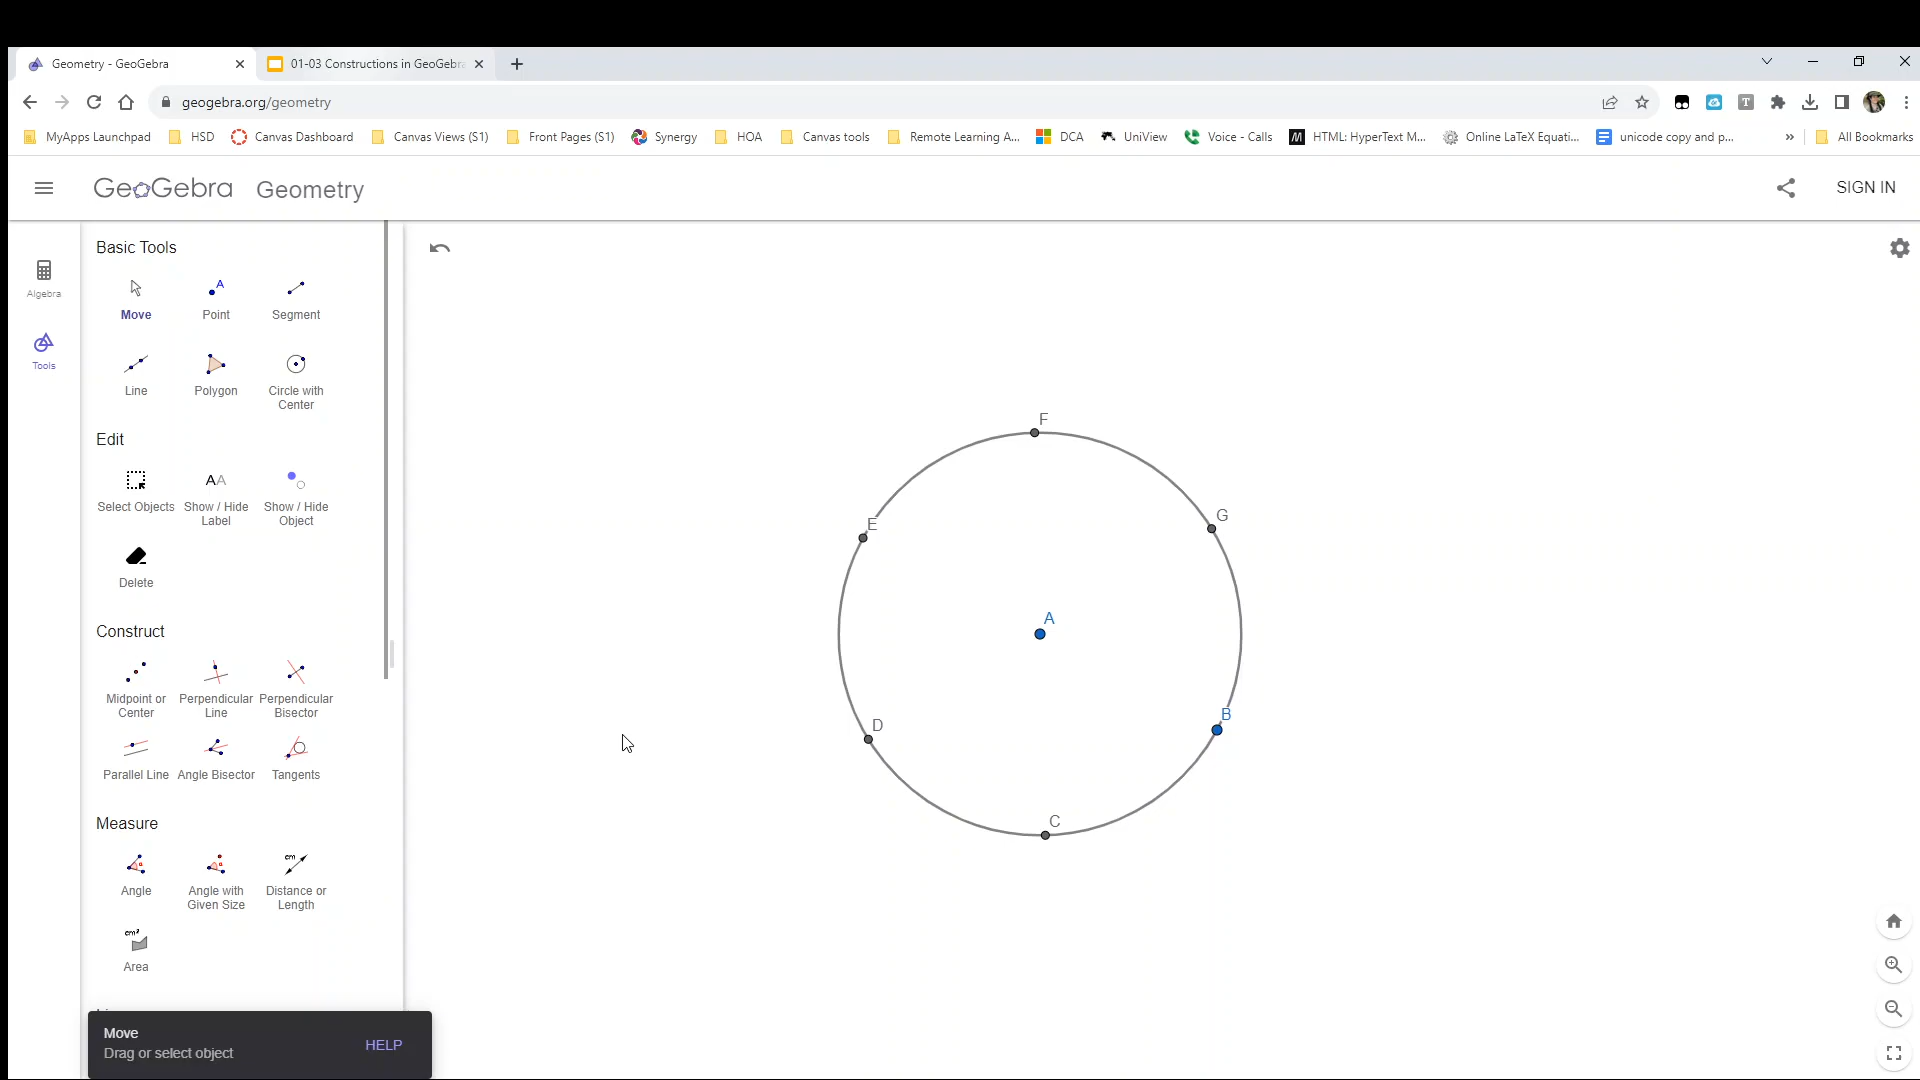 Geometry - GeoGebra
01-03 Constructions in GeoGebra
geogebra.org/geometry
MyApps Launchpad HSD Canvas Dashboard Canvas Views (S1) Front Pages (S1) Synergy HOA Canvas tools Remote Learning A... DCA UniView Voice - Calls HTML: HyperText M... Online LaTeX Equati... unicode copy and p... » All Bookmarks
GeoGebra Geometry
SIGN IN
Algebra
Tools
Basic Tools
Move
A
Point
Segment
Line
Polygon
Circle with
Center
Edit
Select Objects
AA
Show / Hide
Label
Show / Hide
Object
Delete
Construct
Midpoint or
Center
Perpendicular
Line
Perpendicular
Bisector
Parallel Line
Angle Bisector
Tangents
Measure
Angle
Angle with
Given Size
cm
Distance or
Length
cm²
Area
Move
Drag or select object
HELP
F
G
E
A
B
D
C